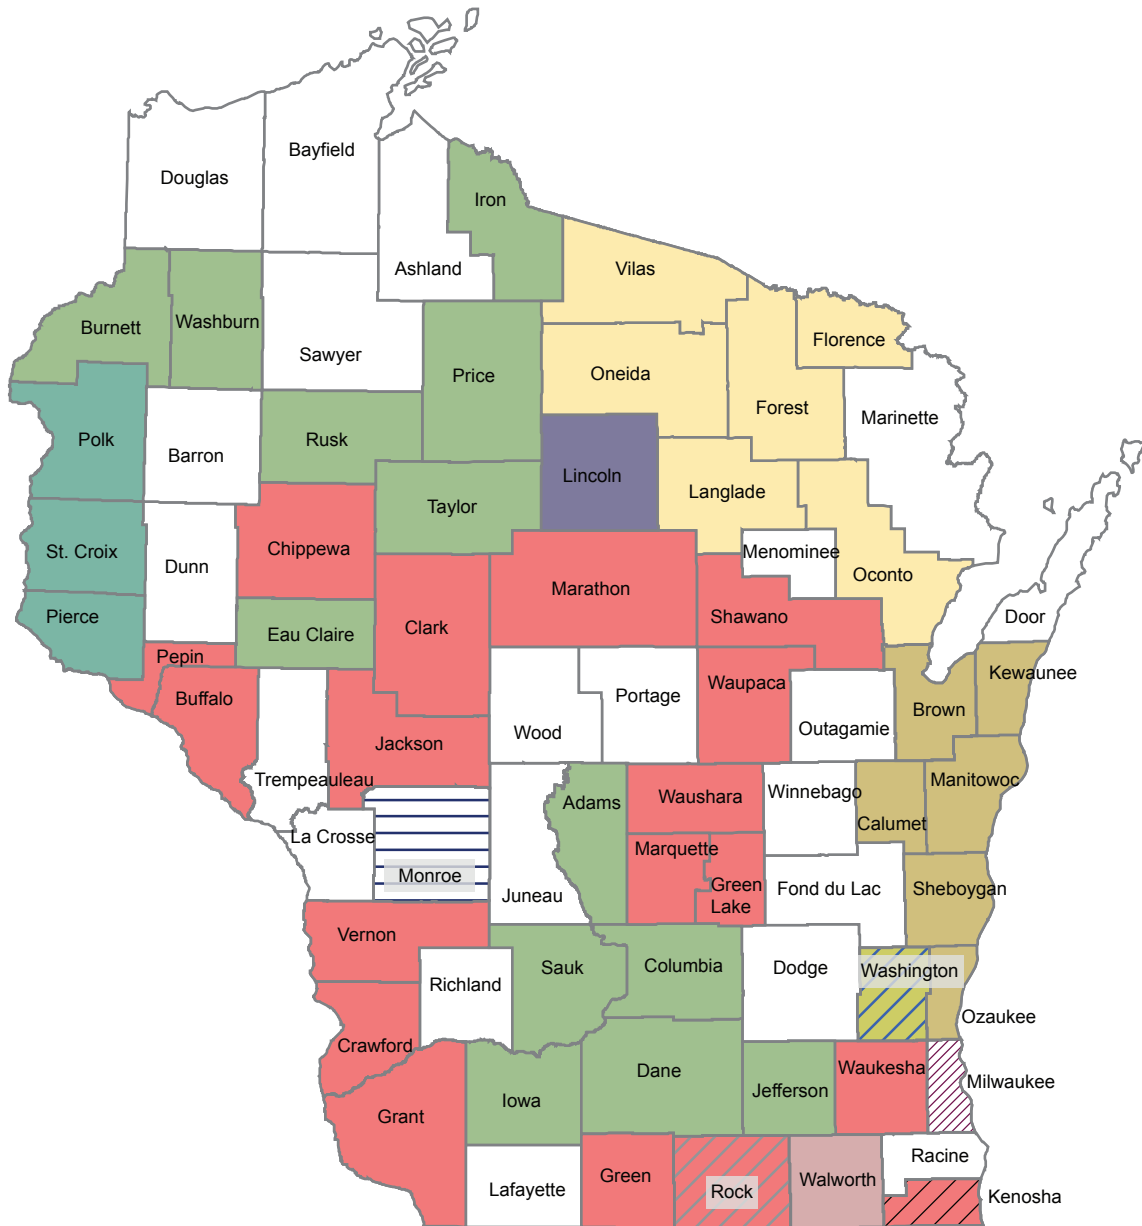 Bayfield
Douglas
Iron
Ashland
Vilas
Burnett
Washburn
Sawyer
Florence
Price
Oneida
Forest
Marinette
Polk
Barron
Rusk
Lincoln
Langlade
Taylor
St. Croix
Dunn
Chippewa
Menominee
Oconto
Marathon
Pierce
Eau Claire
Clark
Shawano
Door
Pepin
Buffalo
Waupaca
Kewaunee
Portage
Brown
Wood
Outagamie
Jackson
Trempeauleau
Adams
Waushara
Winnebago
Manitowoc
Calumet
La Crosse
Marquette
Monroe
Juneau
Green
Lake
Fond du Lac
Sheboygan
Vernon
Richland
Sauk
Columbia
Dodge
Washington
Ozaukee
Crawford
Dane
Waukesha
Milwaukee
Grant
Iowa
Jefferson
Lafayette
Green
Rock
Walworth
Racine
Kenosha